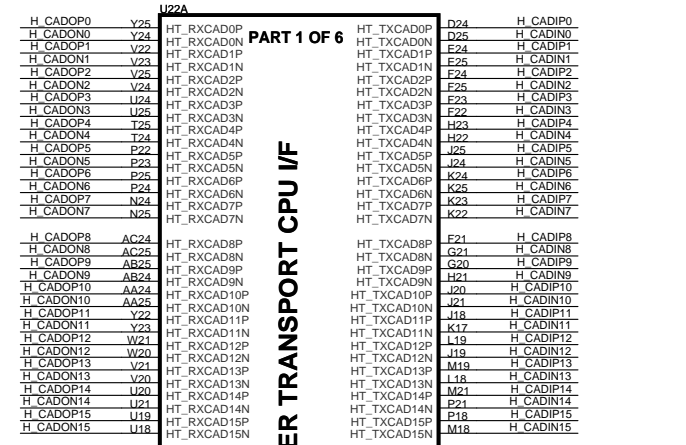 U22A
PART 1 OF 6
H_CADOP0 Y25 HT_RXCAD0P HT_TXCAD0P D24 H_CADIP0
H_CADON0 Y24 HT_RXCAD0N HT_TXCAD0N D25 H_CADIN0
H_CADOP1 V22 HT_RXCAD1P HT_TXCAD1P E24 H_CADIP1
H_CADON1 V23 HT_RXCAD1N HT_TXCAD1N E25 H_CADIN1
H_CADOP2 V25 HT_RXCAD2P HT_TXCAD2P F24 H_CADIP2
H_CADON2 V24 HT_RXCAD2N HT_TXCAD2N F25 H_CADIN2
H_CADOP3 U24 HT_RXCAD3P HT_TXCAD3P F23 H_CADIP3
H_CADON3 U25 HT_RXCAD3N HT_TXCAD3N F22 H_CADIN3
H_CADOP4 T25 HT_RXCAD4P HT_TXCAD4P H23 H_CADIP4
H_CADON4 T24 HT_RXCAD4N HT_TXCAD4N H22 H_CADIN4
H_CADOP5 P22 HT_RXCAD5P HT_TXCAD5P J25 H_CADIP5
H_CADON5 P23 HT_RXCAD5N HT_TXCAD5N J24 H_CADIN5
H_CADOP6 P25 HT_RXCAD6P HT_TXCAD6P K24 H_CADIP6
H_CADON6 P24 HT_RXCAD6N HT_TXCAD6N K25 H_CADIN6
H_CADOP7 N24 HT_RXCAD7P HT_TXCAD7P K23 H_CADIP7
H_CADON7 N25 HT_RXCAD7N HT_TXCAD7N K22 H_CADIN7
H_CADOP8 AC24 HT_RXCAD8P HT_TXCAD8P F21 H_CADIP8
H_CADON8 AC25 HT_RXCAD8N HT_TXCAD8N G21 H_CADIN8
H_CADOP9 AB25 HT_RXCAD9P HT_TXCAD9P G20 H_CADIP9
H_CADON9 AB24 HT_RXCAD9N HT_TXCAD9N H21 H_CADIN9
H_CADOP10 AA24 HT_RXCAD10P HT_TXCAD10P J20 H_CADIP10
H_CADON10 AA25 HT_RXCAD10N HT_TXCAD10N J21 H_CADIN10
H_CADOP11 Y22 HT_RXCAD11P HT_TXCAD11P J18 H_CADIP11
H_CADON11 Y23 HT_RXCAD11N HT_TXCAD11N K17 H_CADIN11
H_CADOP12 W21 HT_RXCAD12P HT_TXCAD12P L19 H_CADIP12
H_CADON12 W20 HT_RXCAD12N HT_TXCAD12N J19 H_CADIN12
H_CADOP13 V21 HT_RXCAD13P HT_TXCAD13P M19 H_CADIP13
H_CADON13 V20 HT_RXCAD13N HT_TXCAD13N L18 H_CADIN13
H_CADOP14 U20 HT_RXCAD14P HT_TXCAD14P M21 H_CADIP14
H_CADON14 U21 HT_RXCAD14N HT_TXCAD14N P21 H_CADIN14
H_CADOP15 U19 HT_RXCAD15P HT_TXCAD15P P18 H_CADIP15
H_CADON15 U18 HT_RXCAD15N HT_TXCAD15N M18 H_CADIN15
ER TRANSPORT CPU I/F